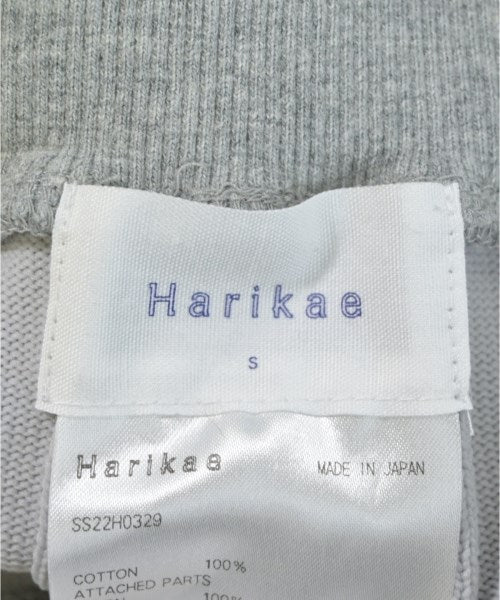 Harikae
S
Harikae MADE IN JAPAN
SS22H0329
COTTON 100%
ATTACHED PARTS
100%